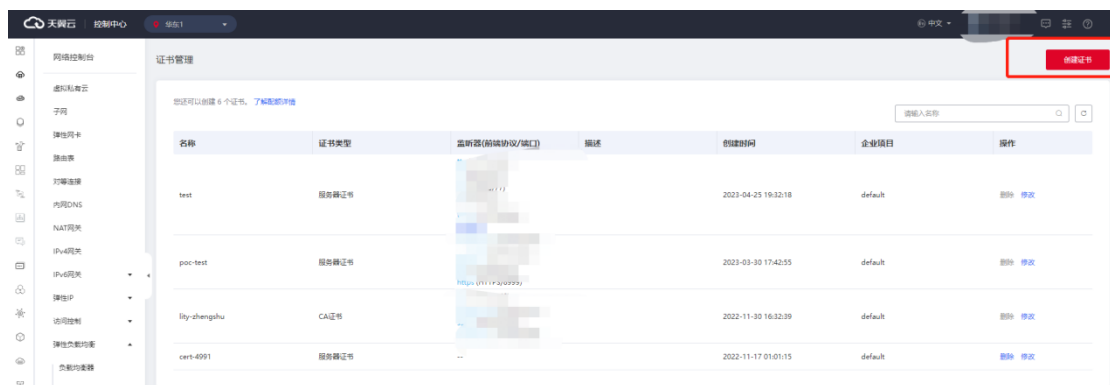 天翼云 控制中心 华东1 中文
网络控制台
证书管理
创建证书
虚拟私有云
子网
弹性网卡
路由表
对等连接
内网DNS
NAT网关
IPv4网关
IPv6网关
弹性IP
访问控制
弹性负载均衡
负载均衡器
您还可以创建 6 个证书。 了解配额详情
请输入名称
名称 证书类型 监听器(前端协议/端口) 描述 创建时间 企业项目 操作
test 服务器证书 2023-04-25 19:32:18 default 删除 修改
poc-test 服务器证书 2023-03-30 17:42:55 default 删除 修改
https (HTTPS/6999)
lity-zhengshu CA证书 2022-11-30 16:32:39 default 删除 修改
cert-4991 服务器证书 -- 2022-11-17 01:01:15 default 删除 修改